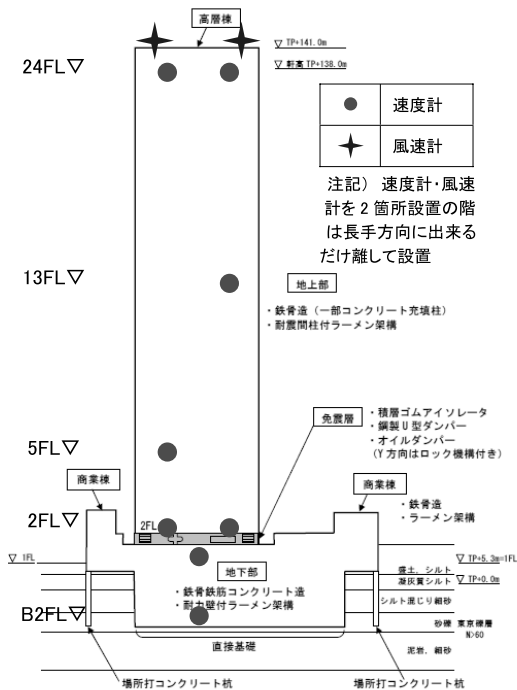 高層棟
▽ TP+141.0m
24FL▽
▽ 軒高 TP+138.0m
速度計
風速計
注記） 速度計・風速
計を２箇所設置の階
は長手方向に出来る
だけ離して設置
13FL▽
地上部
・鉄骨造（一部コンクリート充填柱）
・耐震間柱付ラーメン架構
免震層
・積層ゴムアイソレータ
・鋼製U型ダンパー
・オイルダンパー
（Y方向はロック機構付き）
5FL▽
商業棟
商業棟
・鉄骨造
・ラーメン架構
2FL▽
2FL
▽ 1FL
▽ TP+5.3m=1FL
盛土，シルト
凝灰質シルト
▽ TP+0.0m
地下部
・鉄骨鉄筋コンクリート造
・耐力壁付ラーメン架構
シルト混じり細砂
B2FL▽
砂礫 東京礫層
N>60
直接基礎
泥岩，細砂
場所打コンクリート杭
場所打コンクリート杭